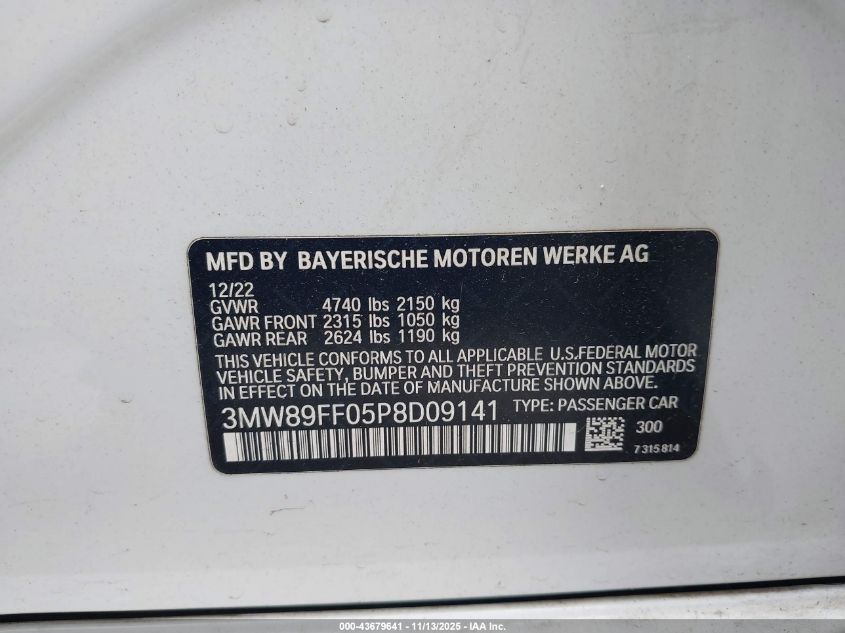 MFD BY BAYERISCHE MOTOREN WERKE AG
12/22
GVWR 4740 lbs 2150 kg
GAWR FRONT 2315 lbs 1050 kg
GAWR REAR 2624 lbs 1190 kg
THIS VEHICLE CONFORMS TO ALL APPLICABLE U.S.FEDERAL MOTOR
VEHICLE SAFETY, BUMPER AND THEFT PREVENTION STANDARDS
IN EFFECT ON THE DATE OF MANUFACTURE SHOWN ABOVE.
3MW89FF05P8D09141 TYPE: PASSENGER CAR
300
7 315 814
000-43679641 - 11/13/2025 - IAA Inc.